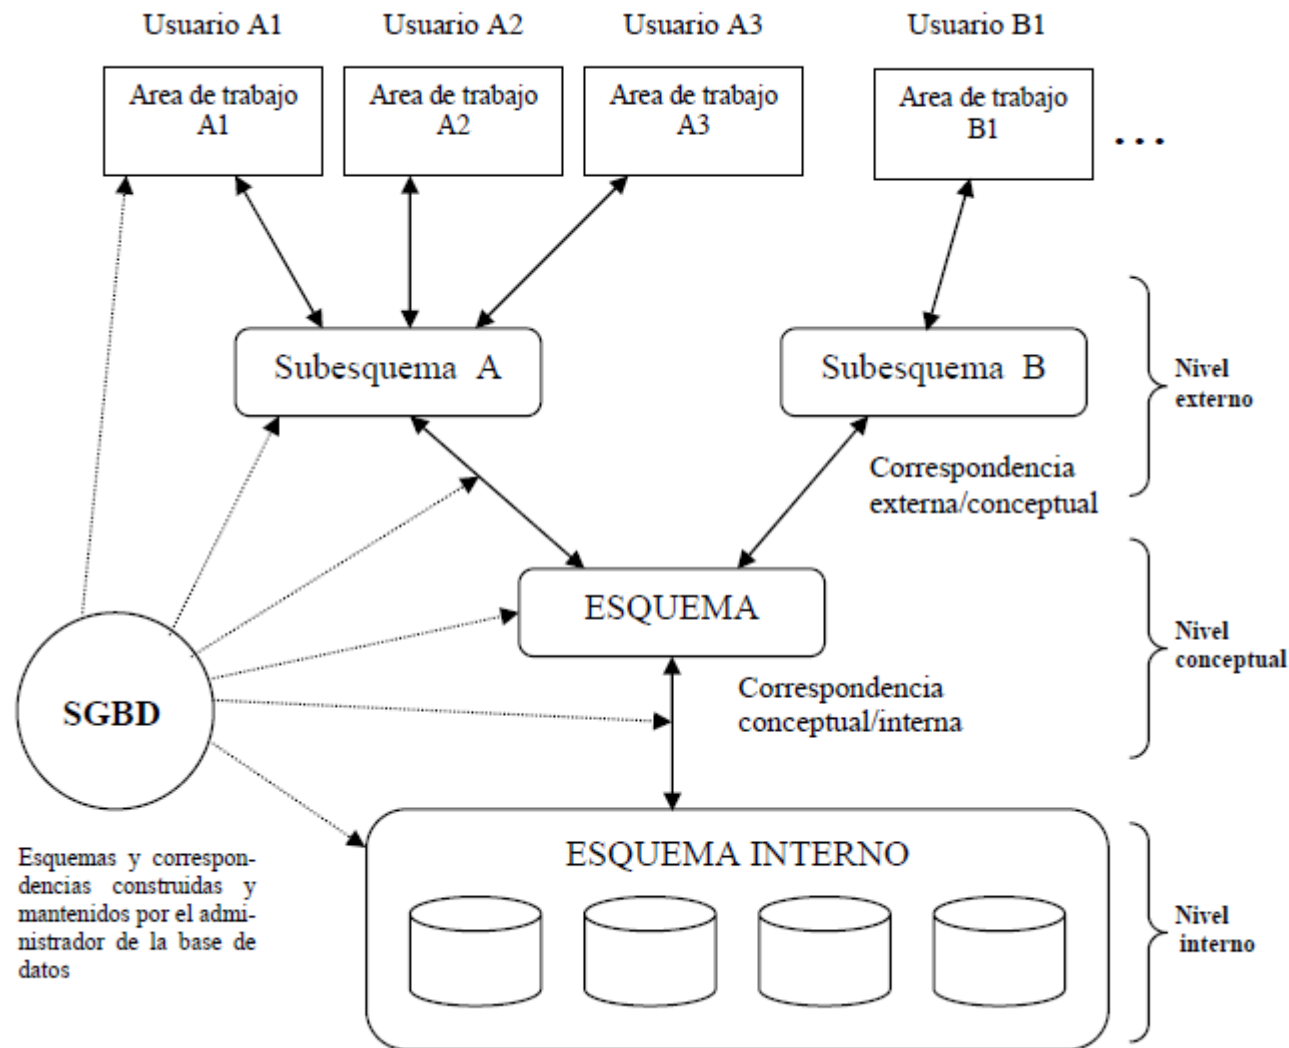 Usuario A1
Usuario A2
Usuario A3
Usuario B1
Area de trabajo
A1
Area de trabajo
A2
Area de trabajo
A3
Area de trabajo
B1
...
Subesquema A
Subesquema B
Nivel
externo
Correspondencia
externa/conceptual
ESQUEMA
Nivel
conceptual
SGBD
Correspondencia
conceptual/interna
Esquemas y correspon-
dencias construidas y
mantenidos por el admi-
nistrador de la base de
datos
ESQUEMA INTERNO
Nivel
interno